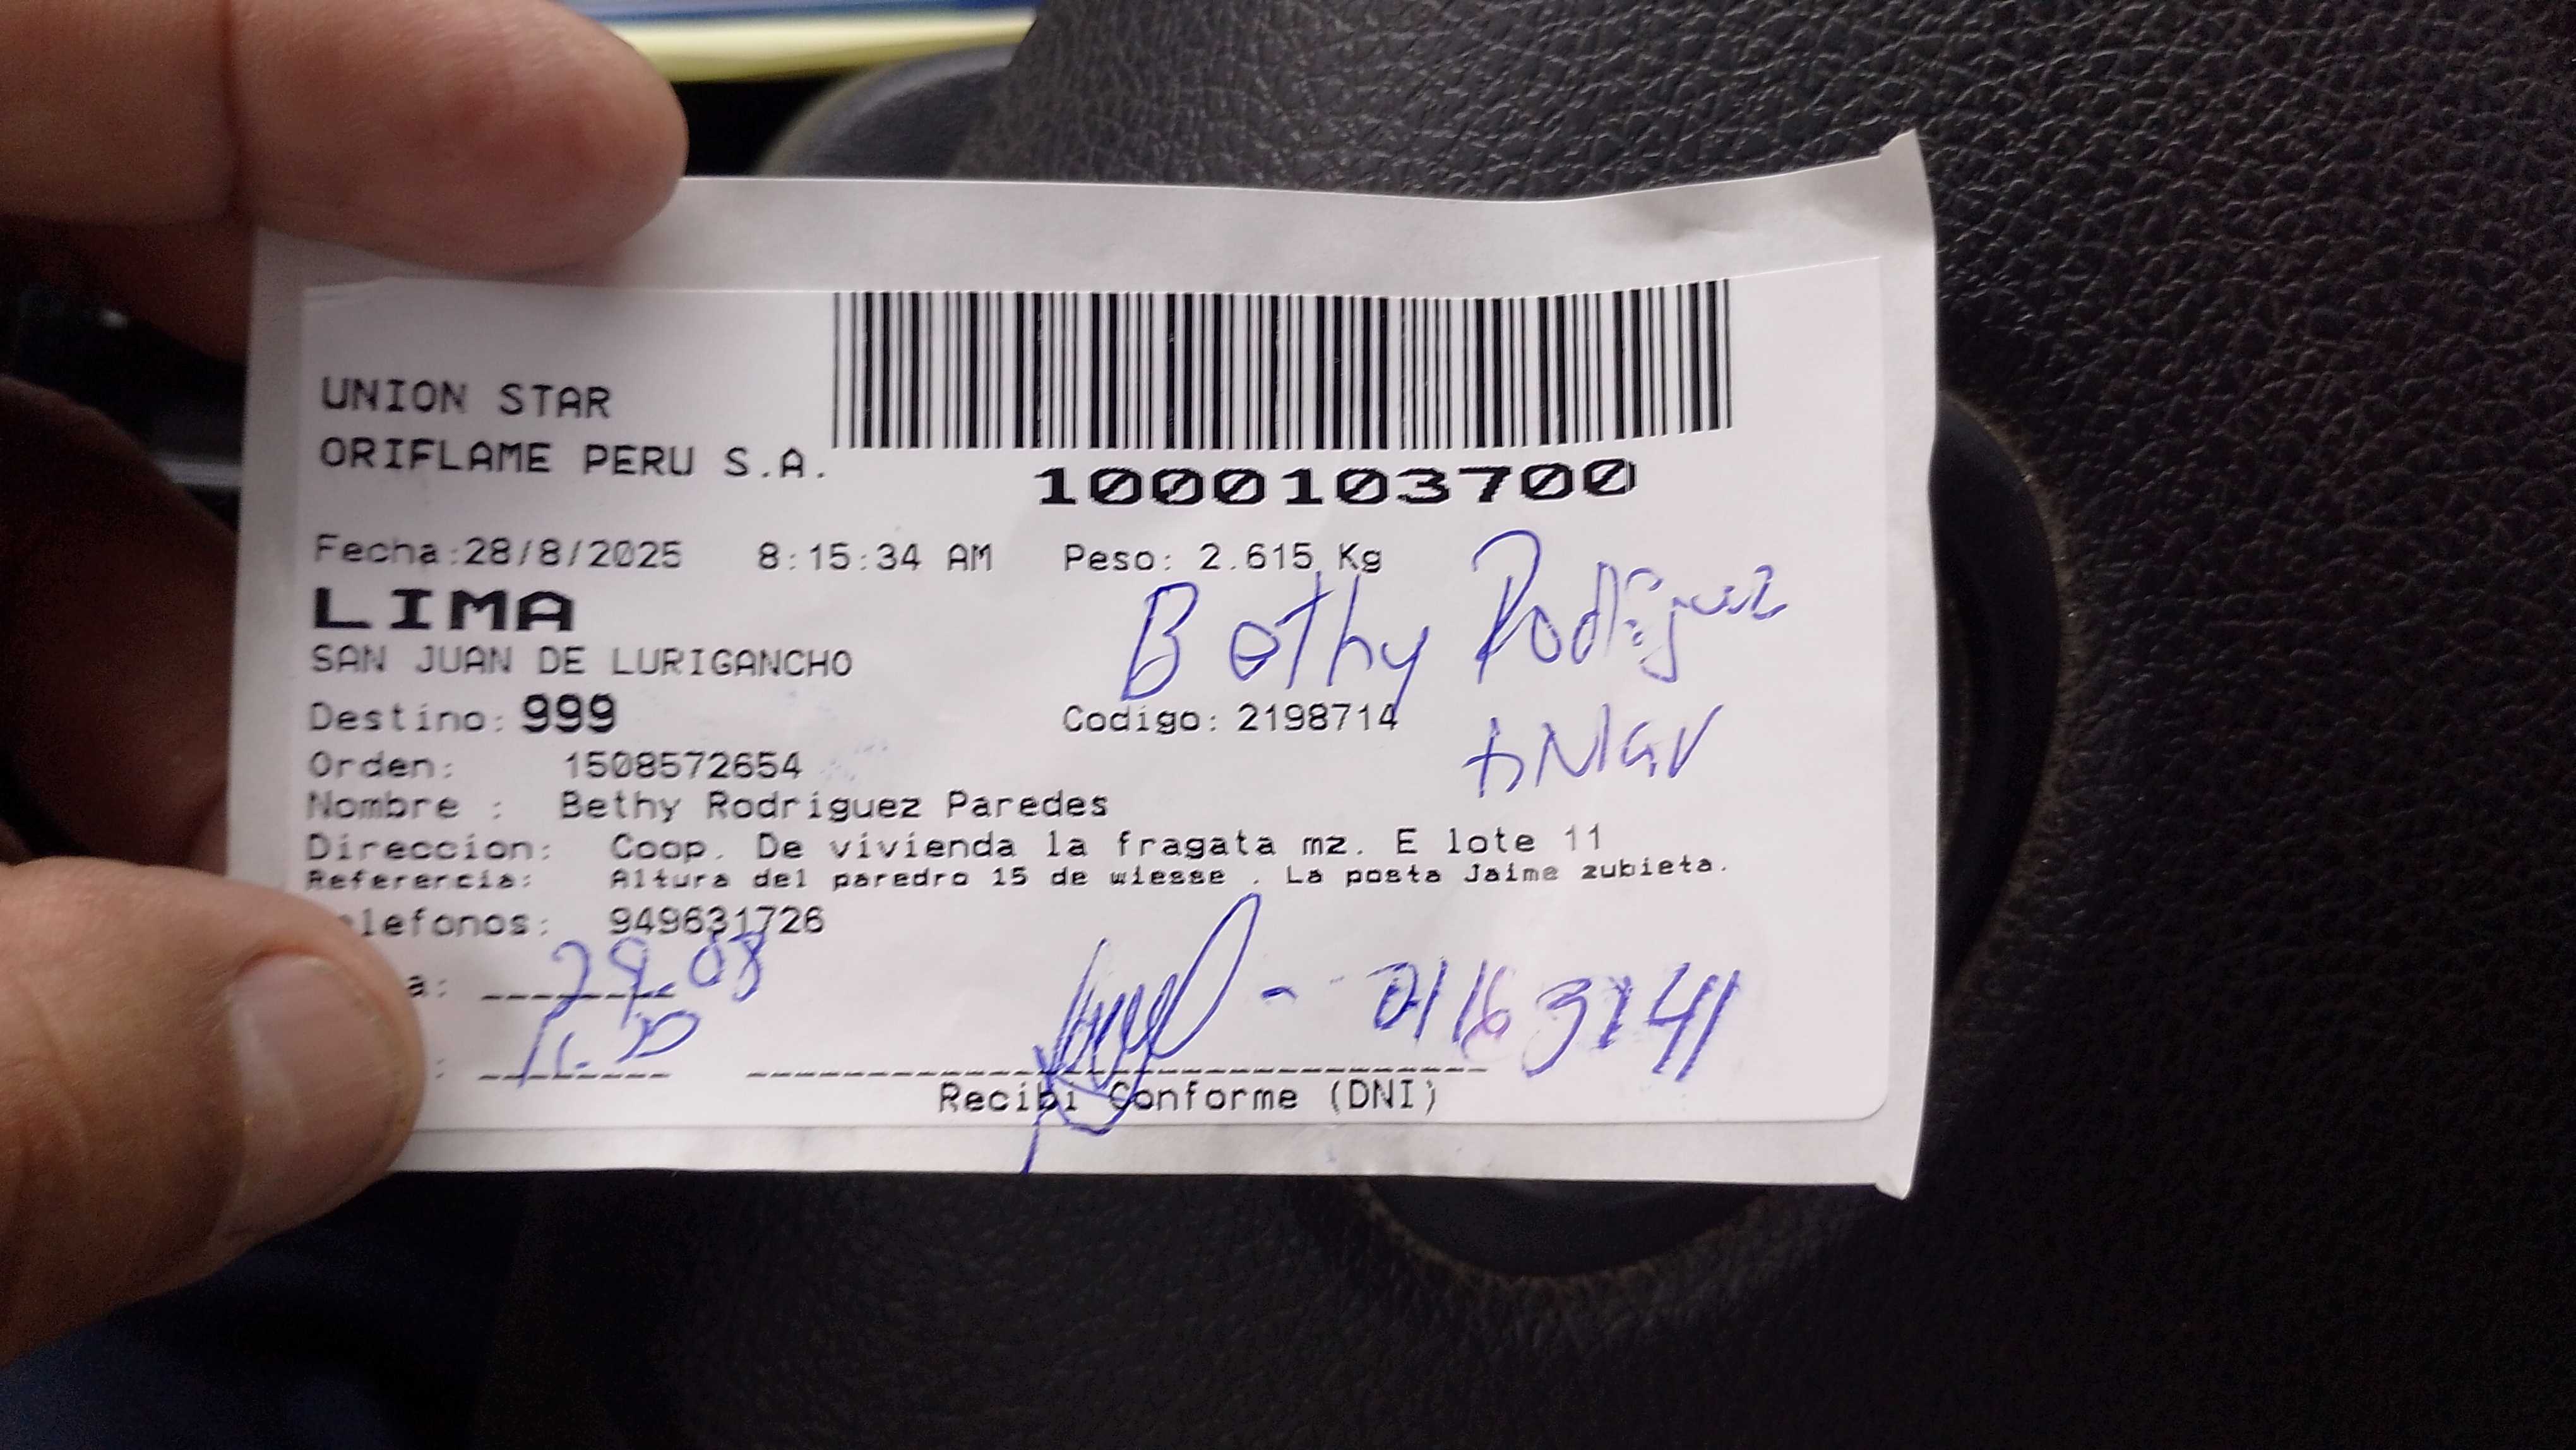 UNION STAR
ORIFLAME PERU S.A.
1000103700
Fecha:28/8/2025 8:15:34 AM Peso: 2.615 Kg
Bethy Rodriguez
LIMA
SAN JUAN DE LURIGANCHO
Destino: 999 Codigo: 2198714
Orden: 1508572654
Nombre : Bethy Rodriguez Paredes
Direccion: Coop. De vivienda la fragata mz. E lote 11
Referencia: Altura del paredro 15 de wiesse . La posta Jaime zubieta.
elefonos: 949631726
a: 29.08
:
Recibi Conforme (DNI)